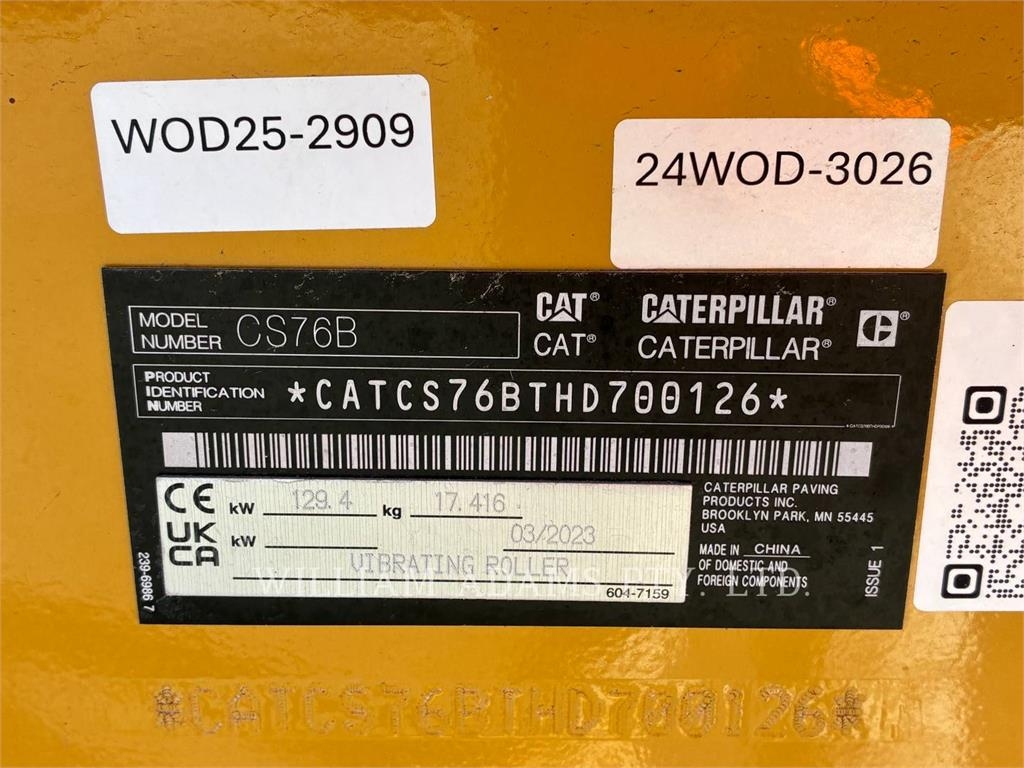 WOD25-2909
24WOD-3026
MODEL NUMBER CS76B
CAT® CATERPILLAR®
CAT® CATERPILLAR®
PRODUCT IDENTIFICATION NUMBER *CATCS76BTHD700126*
CE kW 129.4 kg 17.416
UKCA kW 03/2023
VIBRATING ROLLER
604-7159
CATERPILLAR PAVING
PRODUCTS INC.
BROOKLYN PARK, MN 55445
USA
MADE IN CHINA
OF DOMESTIC AND
FOREIGN COMPONENTS
ISSUE 1
239-6986 7
WILLIAM ADAMS PTY. LTD.
*CATCS76BTHD700126*